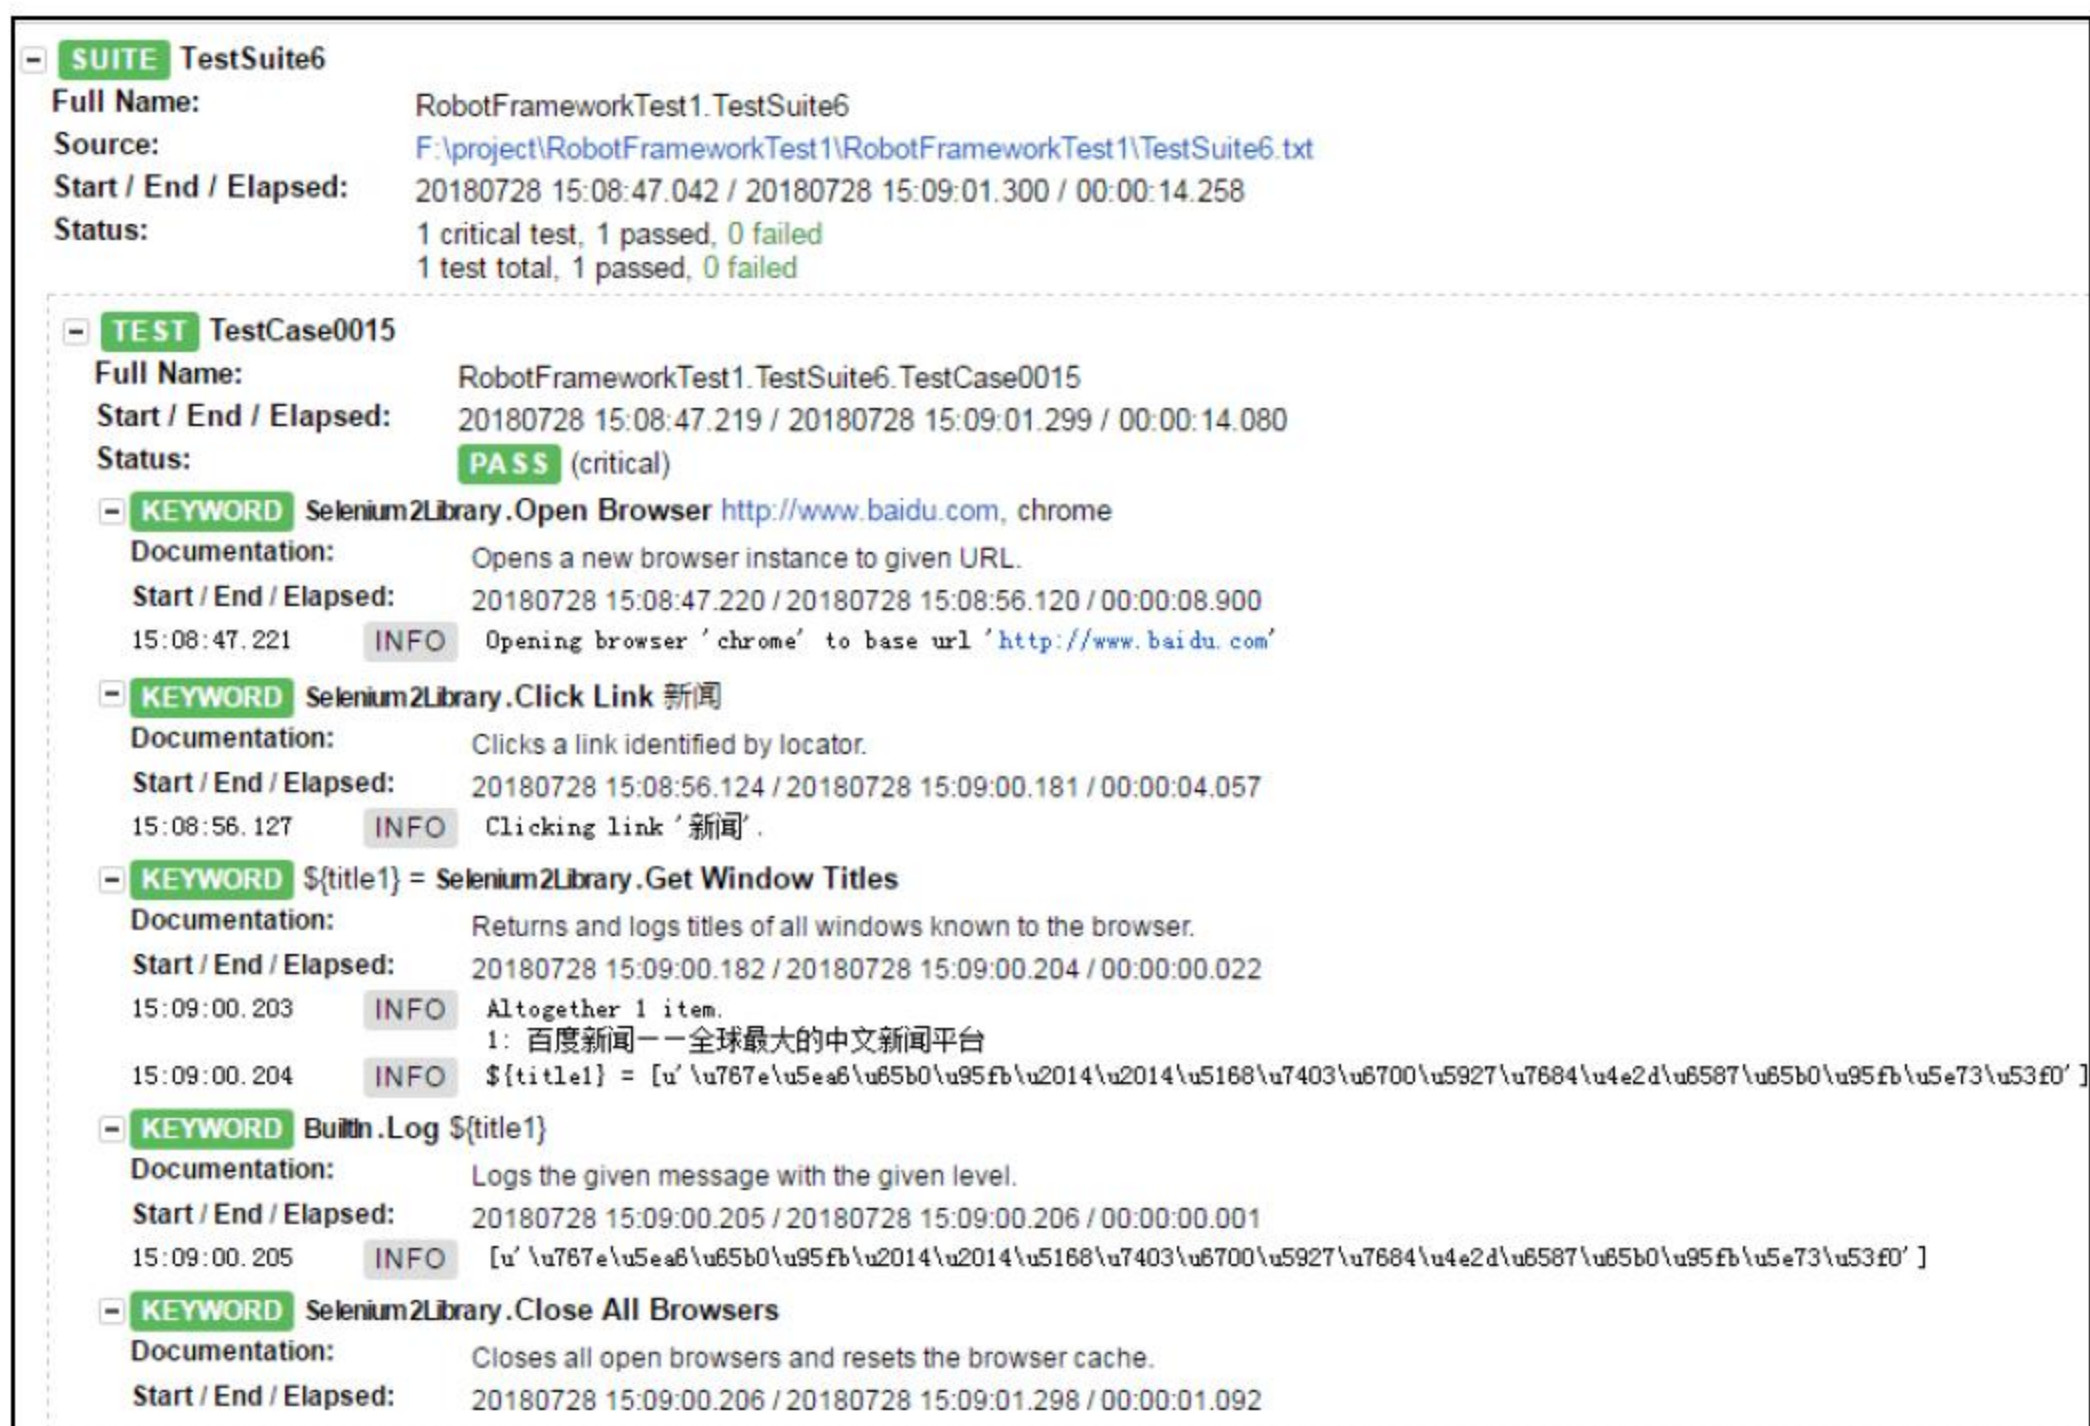 SUITE TestSuite6
Full Name: RobotFrameworkTest1.TestSuite6
Source: F:\project\RobotFrameworkTest1\RobotFrameworkTest1\TestSuite6.txt
Start / End / Elapsed: 20180728 15:08:47.042 / 20180728 15:09:01.300 / 00:00:14.258
Status: 1 critical test, 1 passed, 0 failed
1 test total, 1 passed, 0 failed
TEST TestCase0015
Full Name: RobotFrameworkTest1.TestSuite6.TestCase0015
Start / End / Elapsed: 20180728 15:08:47.219 / 20180728 15:09:01.299 / 00:00:14.080
Status: PASS (critical)
KEYWORD Selenium2Library.Open Browser http://www.baidu.com, chrome
Documentation: Opens a new browser instance to given URL.
Start / End / Elapsed: 20180728 15:08:47.220 / 20180728 15:08:56.120 / 00:00:08.900
15:08:47.221 INFO Opening browser 'chrome' to base url 'http://www.baidu.com'
KEYWORD Selenium2Library.Click Link 新闻
Documentation: Clicks a link identified by locator.
Start / End / Elapsed: 20180728 15:08:56.124 / 20180728 15:09:00.181 / 00:00:04.057
15:08:56.127 INFO Clicking link '新闻'.
KEYWORD ${title1} = Selenium2Library.Get Window Titles
Documentation: Returns and logs titles of all windows known to the browser.
Start / End / Elapsed: 20180728 15:09:00.182 / 20180728 15:09:00.204 / 00:00:00.022
15:09:00.203 INFO Altogether 1 item.
1: 百度新闻——全球最大的中文新闻平台
15:09:00.204 INFO ${title1} = [u'\u767e\u5ea6\u65b0\u95fb\u2014\u2014\u5168\u7403\u6700\u5927\u7684\u4e2d\u6587\u65b0\u95fb\u5e73\u53f0']
KEYWORD BuiltIn.Log ${title1}
Documentation: Logs the given message with the given level.
Start / End / Elapsed: 20180728 15:09:00.205 / 20180728 15:09:00.206 / 00:00:00.001
15:09:00.205 INFO [u'\u767e\u5ea6\u65b0\u95fb\u2014\u2014\u5168\u7403\u6700\u5927\u7684\u4e2d\u6587\u65b0\u95fb\u5e73\u53f0']
KEYWORD Selenium2Library.Close All Browsers
Documentation: Closes all open browsers and resets the browser cache.
Start / End / Elapsed: 20180728 15:09:00.206 / 20180728 15:09:01.298 / 00:00:01.092